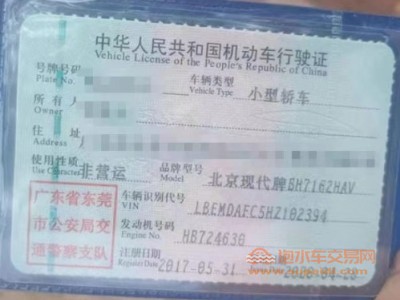 中华人民共和国机动车行驶证
Vehicle License of the People's Republic of China
号牌号码
Plate No.
车辆类型
Vehicle Type
小型轿车
所有人
Owner
住址
使用性质
Use Character
非营运
品牌型号
北京现代牌BH7162HAV
广东省东莞
市公安局交
通警察支队
车辆识别代号
VIN
LBEMDAFC5HZ102394
发动机号码
Engine No.
HB724630
注册日期
2017-05-31
淘水车交易网